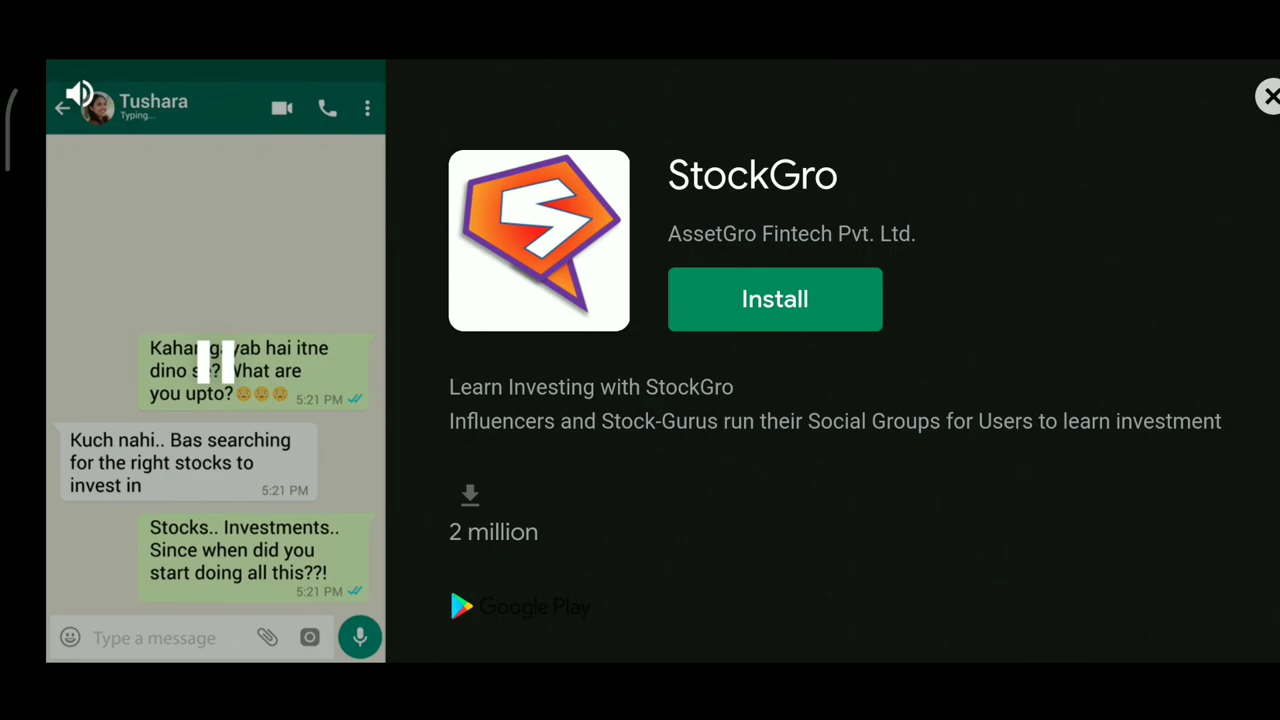 Tushara
Typing...
Kahan gayab hai itne
dino se? What are
you upto?😔😔😔 5:21 PM
Kuch nahi.. Bas searching
for the right stocks to
invest in 5:21 PM
Stocks.. Investments..
Since when did you
start doing all this??!
5:21 PM
Type a message
StockGro
AssetGro Fintech Pvt. Ltd.
Install
Learn Investing with StockGro
Influencers and Stock-Gurus run their Social Groups for Users to learn investment
2 million
Google Play